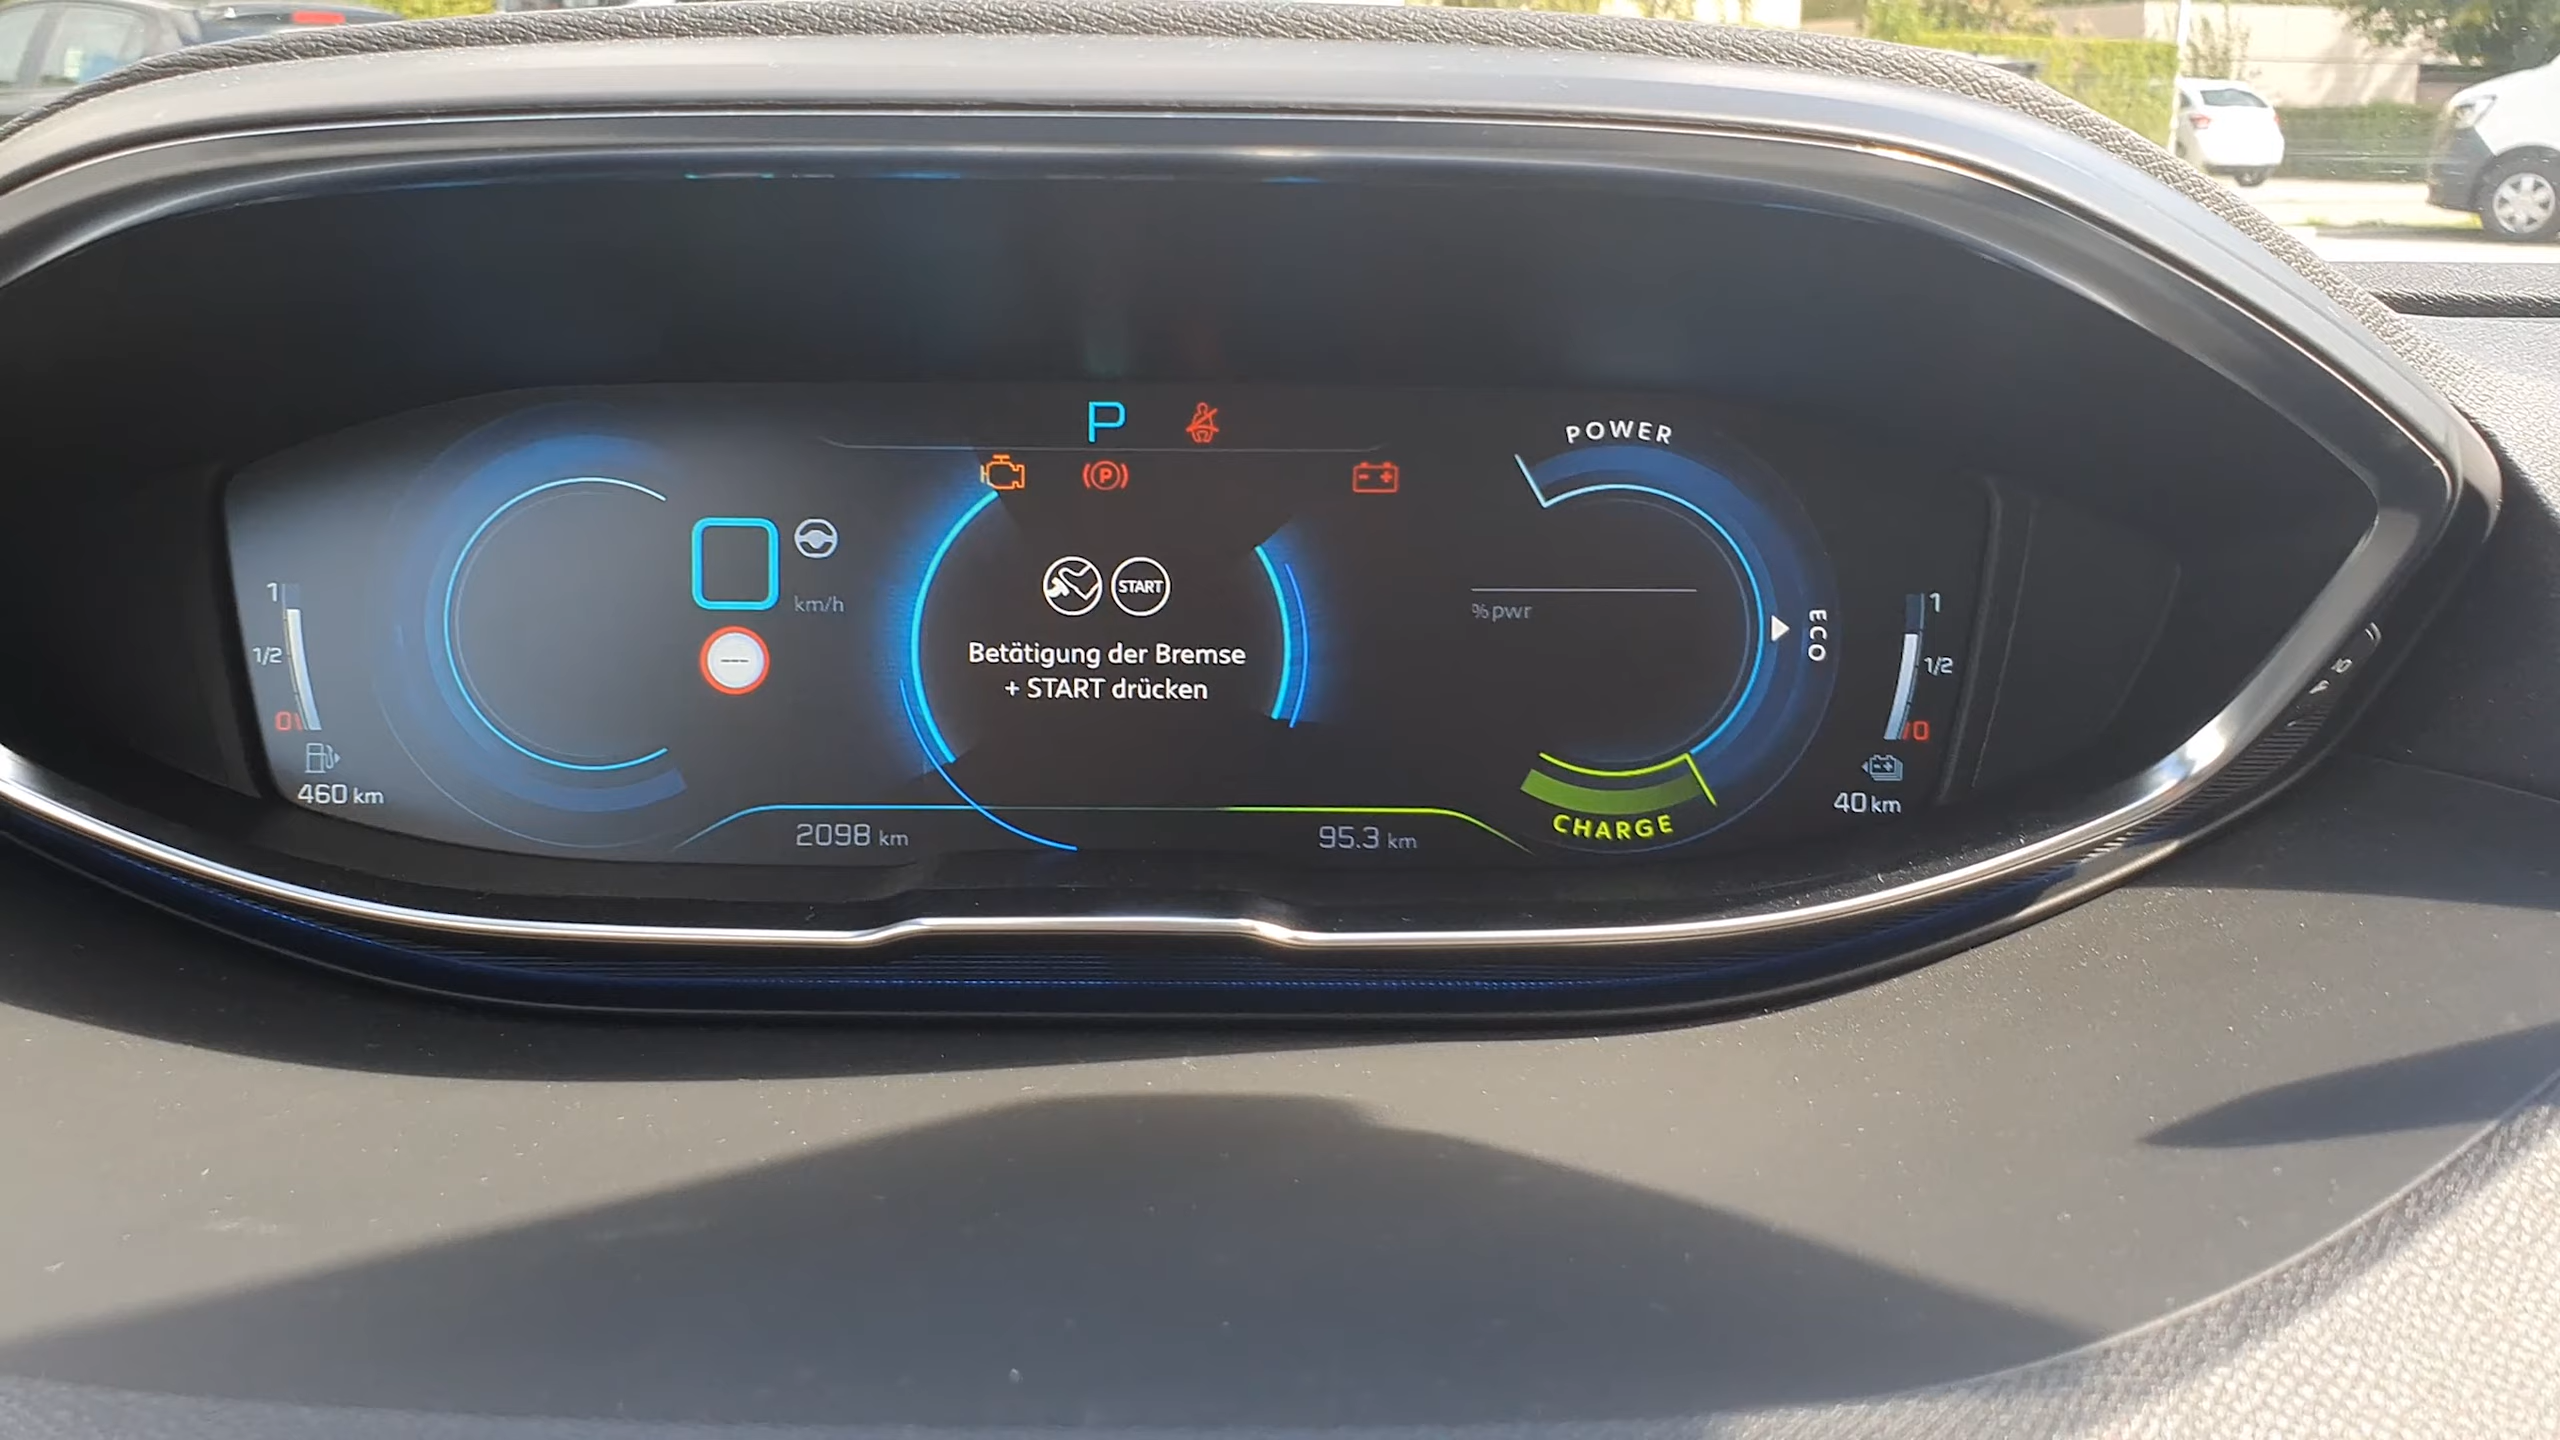 P
POWER
(P)
START
km/h
% pwr
ECO
Betätigung der Bremse
+ START drücken
1
1/2
0
460 km
1
1/2
0
40 km
2098 km
95.3 km
CHARGE